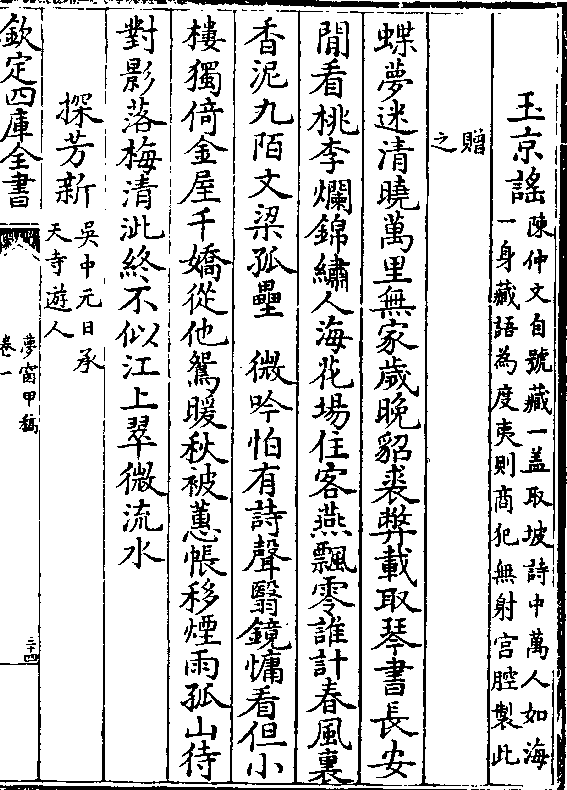 玉京謠
陳仲文自號藏一盖取坡詩中萬人如海
一身藏語為度夷則商犯無射宫腔製此
贈
之
蝶夢迷清曉萬里無家歲晚貂裘弊載取琴書長安
閒看桃李爛錦繡人海花場住客燕飄零誰計春風裏
香泥九陌文梁孤壘　微吟怕有詩聲翳鏡慵看但小
樓獨倚金屋千嬌從他鴛暖秋被蕙帳移煙雨孤山待
對影落梅清泚終不似江上翠微流水
探芳新
吳中元日承
天寺遊人
欽定四庫全書
夢窗甲稿
卷一
三十四